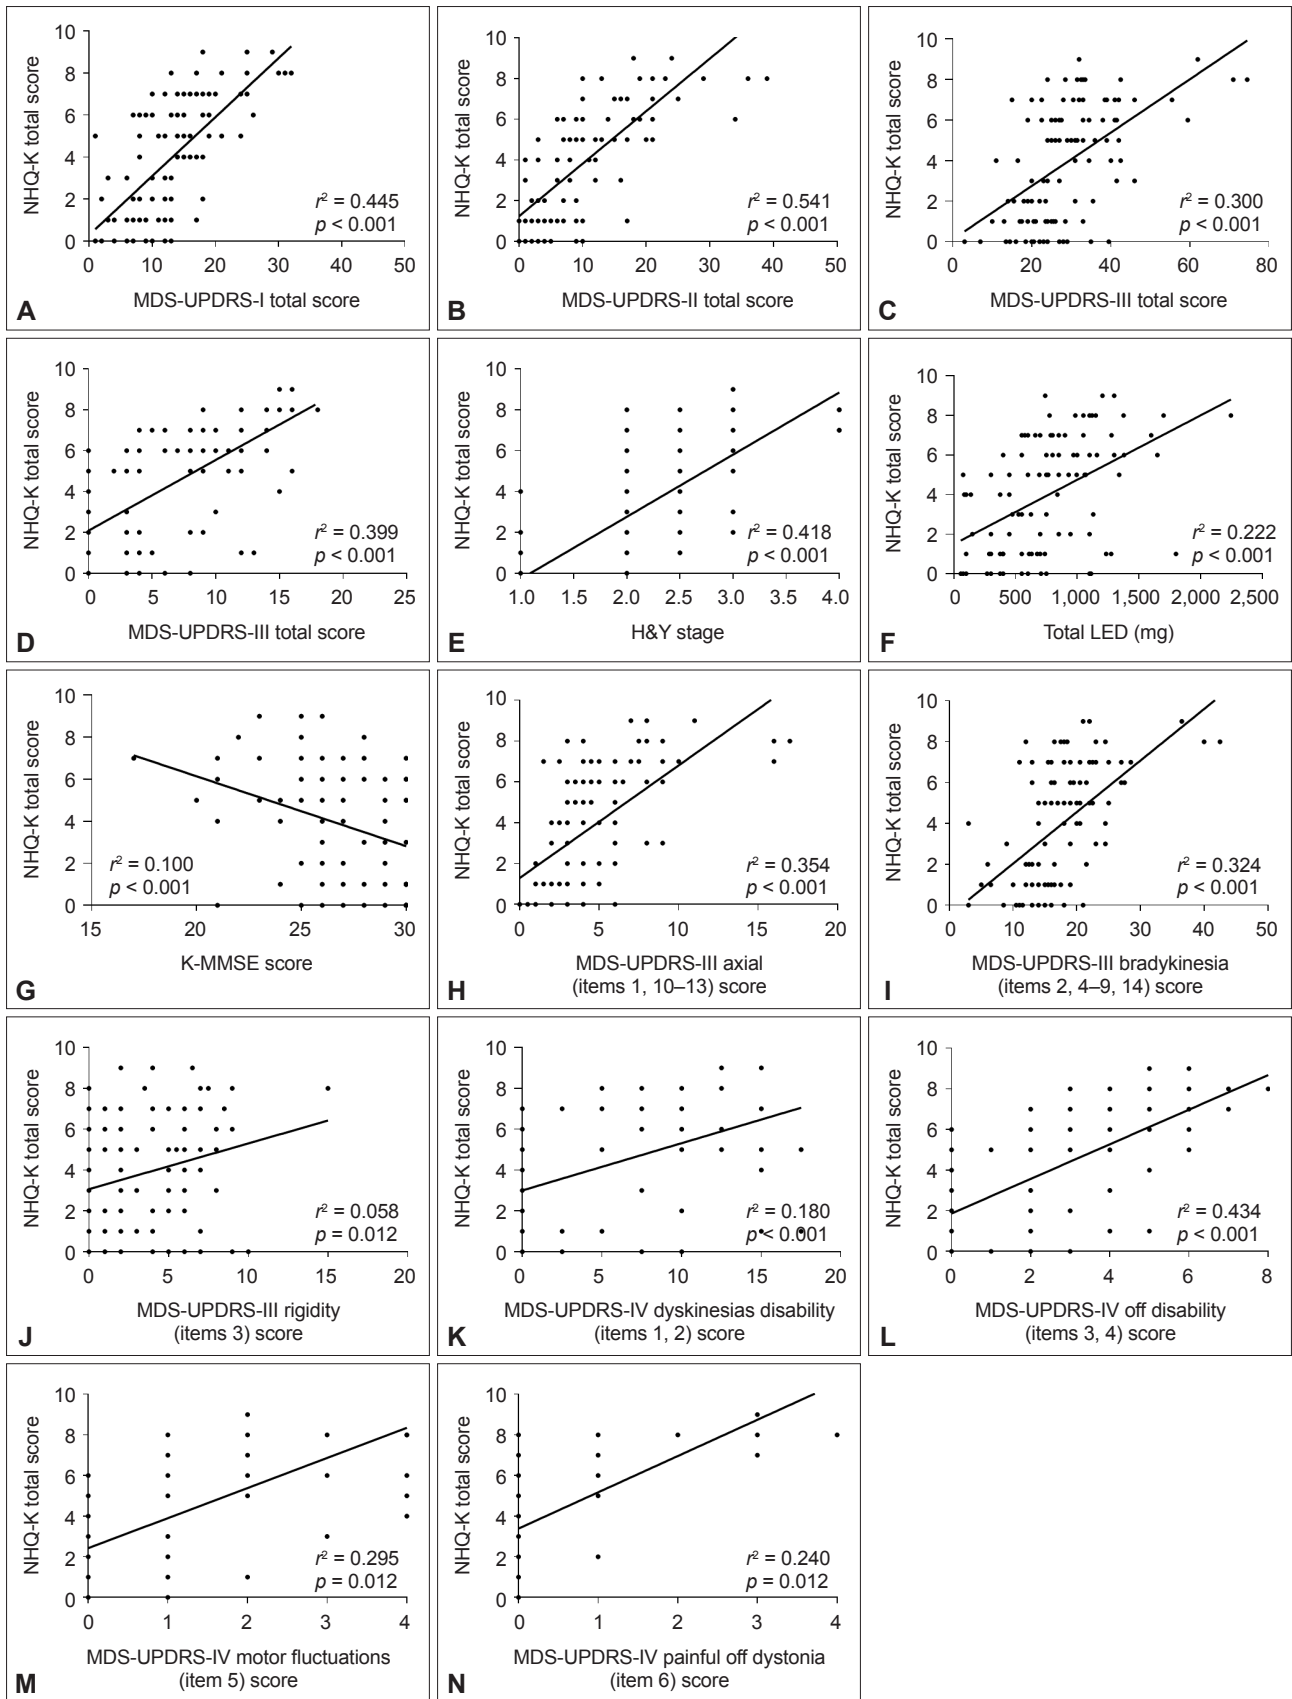 10
8
6
4
2
0
NHQ-K total score
r² = 0.445
p < 0.001
0 10 20 30 40 50
MDS-UPDRS-I total score
A
10
8
6
4
2
0
NHQ-K total score
r² = 0.541
p < 0.001
0 10 20 30 40 50
MDS-UPDRS-II total score
B
10
8
6
4
2
0
NHQ-K total score
r² = 0.300
p < 0.001
0 20 40 60 80
MDS-UPDRS-III total score
C
10
8
6
4
2
0
NHQ-K total score
r² = 0.399
p < 0.001
0 5 10 15 20 25
MDS-UPDRS-III total score
D
10
8
6
4
2
0
NHQ-K total score
r² = 0.418
p < 0.001
1.0 1.5 2.0 2.5 3.0 3.5 4.0
H&Y stage
E
10
8
6
4
2
0
NHQ-K total score
r² = 0.222
p < 0.001
0 500 1,000 1,500 2,000 2,500
Total LED (mg)
F
10
8
6
4
2
0
NHQ-K total score
r² = 0.100
p < 0.001
15 20 25 30
K-MMSE score
G
10
8
6
4
2
0
NHQ-K total score
r² = 0.354
p < 0.001
0 5 10 15 20
MDS-UPDRS-III axial
(items 1, 10–13) score
H
10
8
6
4
2
0
NHQ-K total score
r² = 0.324
p < 0.001
0 10 20 30 40 50
MDS-UPDRS-III bradykinesia
(items 2, 4–9, 14) score
I
10
8
6
4
2
0
NHQ-K total score
r² = 0.058
p = 0.012
0 5 10 15 20
MDS-UPDRS-III rigidity
(items 3) score
J
10
8
6
4
2
0
NHQ-K total score
r² = 0.180
p < 0.001
0 5 10 15 20
MDS-UPDRS-IV dyskinesias disability
(items 1, 2) score
K
10
8
6
4
2
0
NHQ-K total score
r² = 0.434
p < 0.001
0 2 4 6 8
MDS-UPDRS-IV off disability
(items 3, 4) score
L
10
8
6
4
2
0
NHQ-K total score
r² = 0.295
p = 0.012
0 1 2 3 4
MDS-UPDRS-IV motor fluctuations
(item 5) score
M
10
8
6
4
2
0
NHQ-K total score
r² = 0.240
p = 0.012
0 1 2 3 4
MDS-UPDRS-IV painful off dystonia
(item 6) score
N